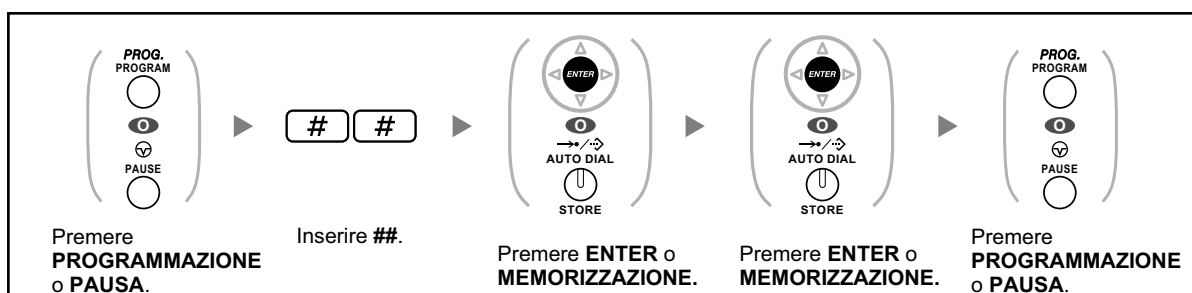 PROG.
PROGRAM
O
PAUSE
# #
ENTER
O
AUTO DIAL
STORE
ENTER
O
AUTO DIAL
STORE
PROG.
PROGRAM
O
PAUSE
Premere
PROGRAMMAZIONE
o PAUSA.
Inserire ##.
Premere ENTER o
MEMORIZZAZIONE.
Premere ENTER o
MEMORIZZAZIONE.
Premere
PROGRAMMAZIONE
o PAUSA.